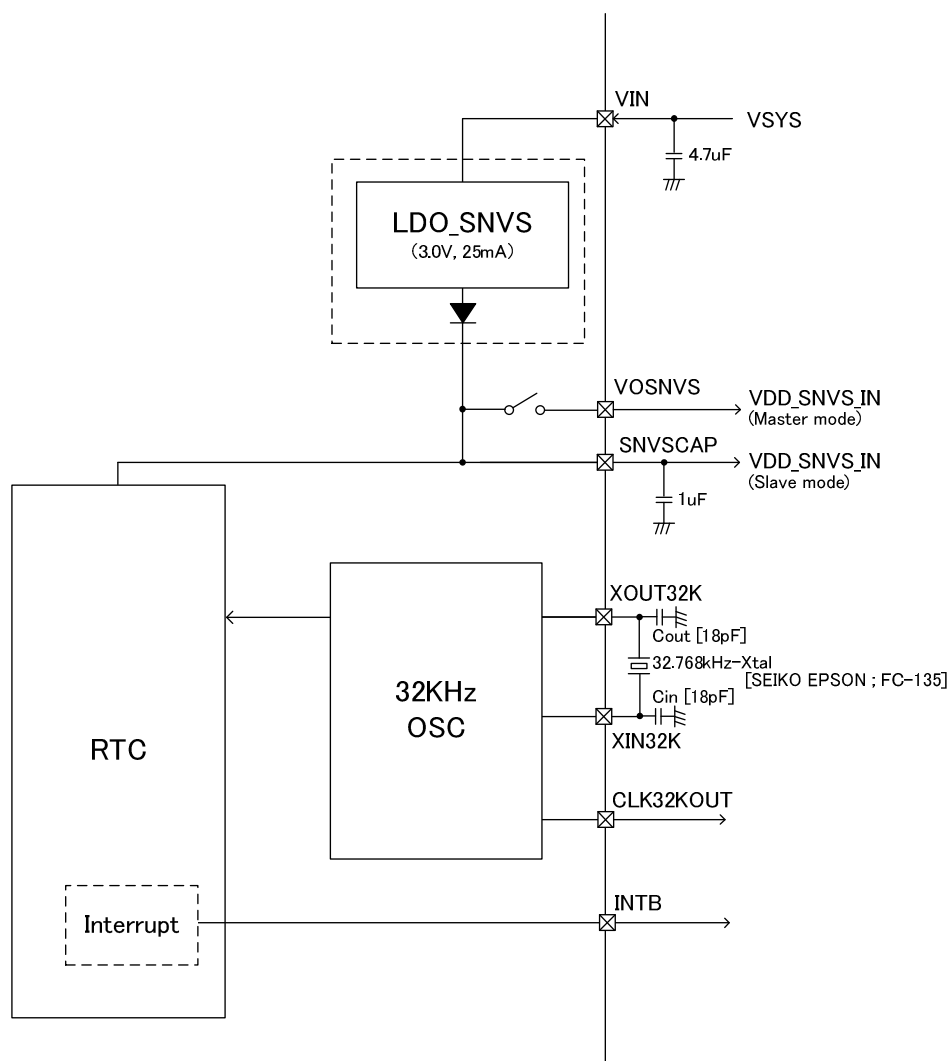 VIN
VSYS
4.7uF
LDO_SNVS
(3.0V, 25mA)
VOSNVS
VDD_SNVS_IN
(Master mode)
SNVSCAP
VDD_SNVS_IN
(Slave mode)
1uF
XOUT32K
Cout [18pF]
32.768kHz-Xtal
[SEIKO EPSON ; FC-135]
Cin [18pF]
XIN32K
32KHz
OSC
RTC
CLK32KOUT
INTB
Interrupt